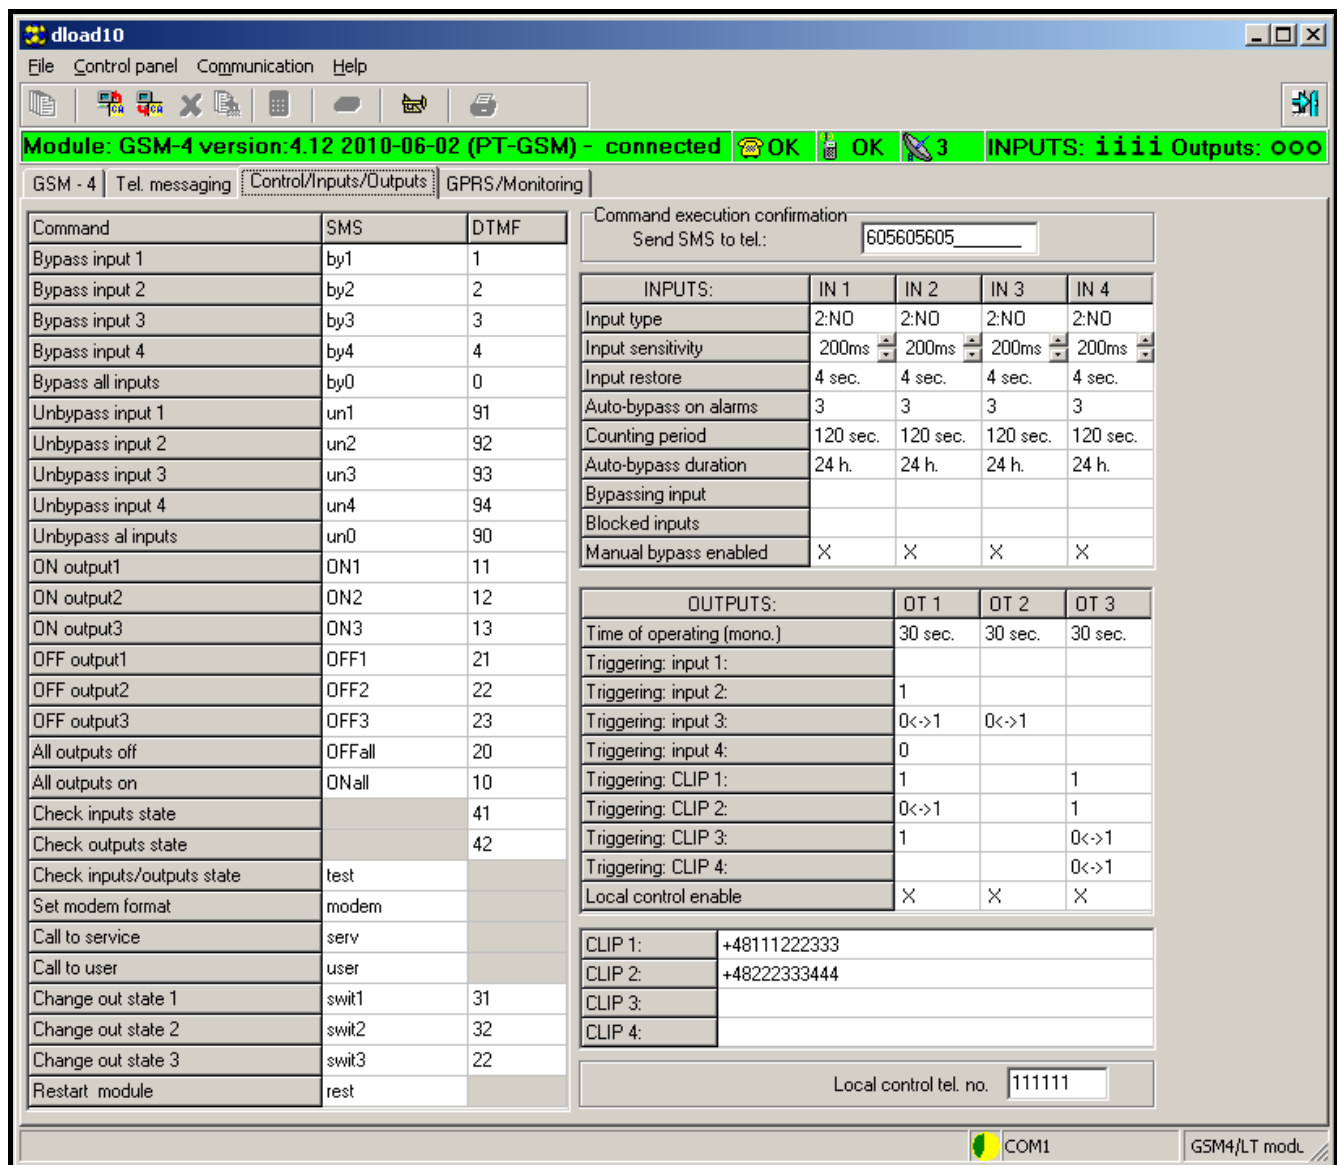 dload10
File Control panel Communication Help
Module: GSM-4 version:4.12 2010-06-02 (PT-GSM) - connected OK OK 3 INPUTS: iiii Outputs: ooo
GSM - 4 Tel. messaging Control/Inputs/Outputs GPRS/Monitoring
Command SMS DTMF
Bypass input 1 by1 1
Bypass input 2 by2 2
Bypass input 3 by3 3
Bypass input 4 by4 4
Bypass all inputs by0 0
Unbypass input 1 un1 91
Unbypass input 2 un2 92
Unbypass input 3 un3 93
Unbypass input 4 un4 94
Unbypass al inputs un0 90
ON output1 ON1 11
ON output2 ON2 12
ON output3 ON3 13
OFF output1 OFF1 21
OFF output2 OFF2 22
OFF output3 OFF3 23
All outputs off OFFall 20
All outputs on ONall 10
Check inputs state 41
Check outputs state 42
Check inputs/outputs state test
Set modem format modem
Call to service serv
Call to user user
Change out state 1 swit1 31
Change out state 2 swit2 32
Change out state 3 swit3 22
Restart module rest
Command execution confirmation
Send SMS to tel.: 605605605______
INPUTS: IN 1 IN 2 IN 3 IN 4
Input type 2:NO 2:NO 2:NO 2:NO
Input sensitivity 200ms 200ms 200ms 200ms
Input restore 4 sec. 4 sec. 4 sec. 4 sec.
Auto-bypass on alarms 3 3 3 3
Counting period 120 sec. 120 sec. 120 sec. 120 sec.
Auto-bypass duration 24 h. 24 h. 24 h. 24 h.
Bypassing input
Blocked inputs
Manual bypass enabled X X X X
OUTPUTS: OT 1 OT 2 OT 3
Time of operating (mono.) 30 sec. 30 sec. 30 sec.
Triggering: input 1:
Triggering: input 2: 1
Triggering: input 3: 0<->1 0<->1
Triggering: input 4: 0
Triggering: CLIP 1: 1 1
Triggering: CLIP 2: 0<->1 1
Triggering: CLIP 3: 1 0<->1
Triggering: CLIP 4: 0<->1
Local control enable X X X
CLIP 1: +48111222333
CLIP 2: +48222333444
CLIP 3:
CLIP 4:
Local control tel. no. 111111
COM1 GSM4/LT modu